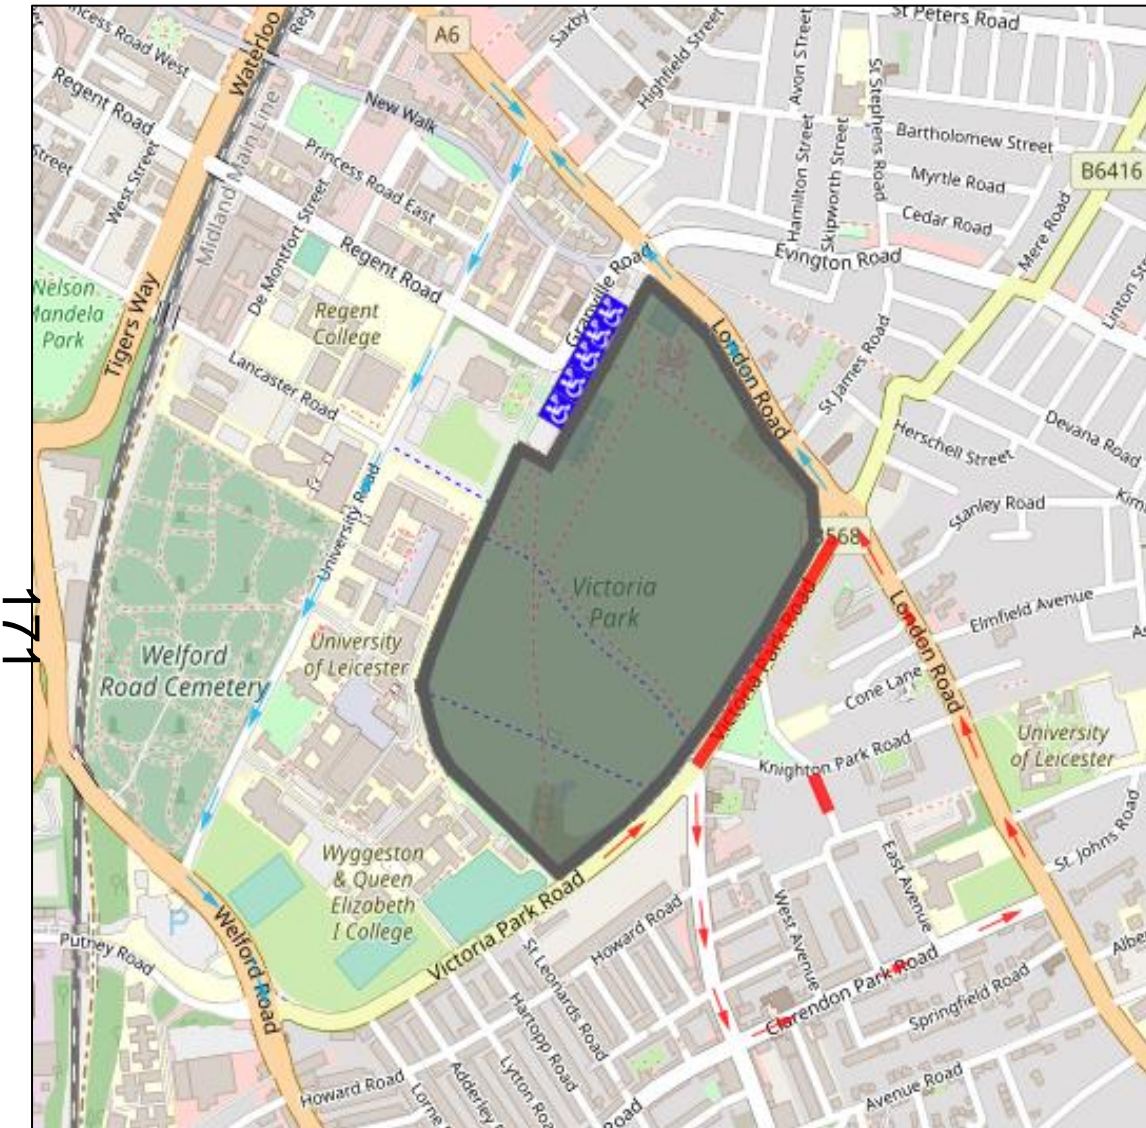 A6
St Peters Road
Princess Road West
Waterloo
Saxby S
Highfield Street
Avon STreet
St Stephens Road
Regent Road
New Walk
Bartholomew Street
B6416
Street
West Street
Midland Main Line
Princess Road East
Hamilton Street
Skipworth Street
Myrtle Road
Cedar Road
Mere Road
De Montfort Street
Regent Road
Granville Road
Evington Road
Linton Str
Nelson
Mandela
Park
Tigers Way
Regent
College
London Road
St James Road
Lancaster Road
Devana Road
Herschell Street
University Road
Stanley Road
Victoria
Park
171
Welford
Road Cemetery
University
of Leicester
Victoria Park Road
London Road
Elmfield Avenue
Cone Lane
Knighton Park Road
University
of Leicester
St Johns Road
Wyggeston
& Queen
Elizabeth
I College
East Avenue
West Avenue
Howard Road
P
Putney Road
Welford Road
Victoria Park Road
St Leonards Road
Hartopp Road
Clarendon Park Road
Springfield Road
Howard Road
Lorne
Adderley
Lytton Roa
Road
Avenue Road